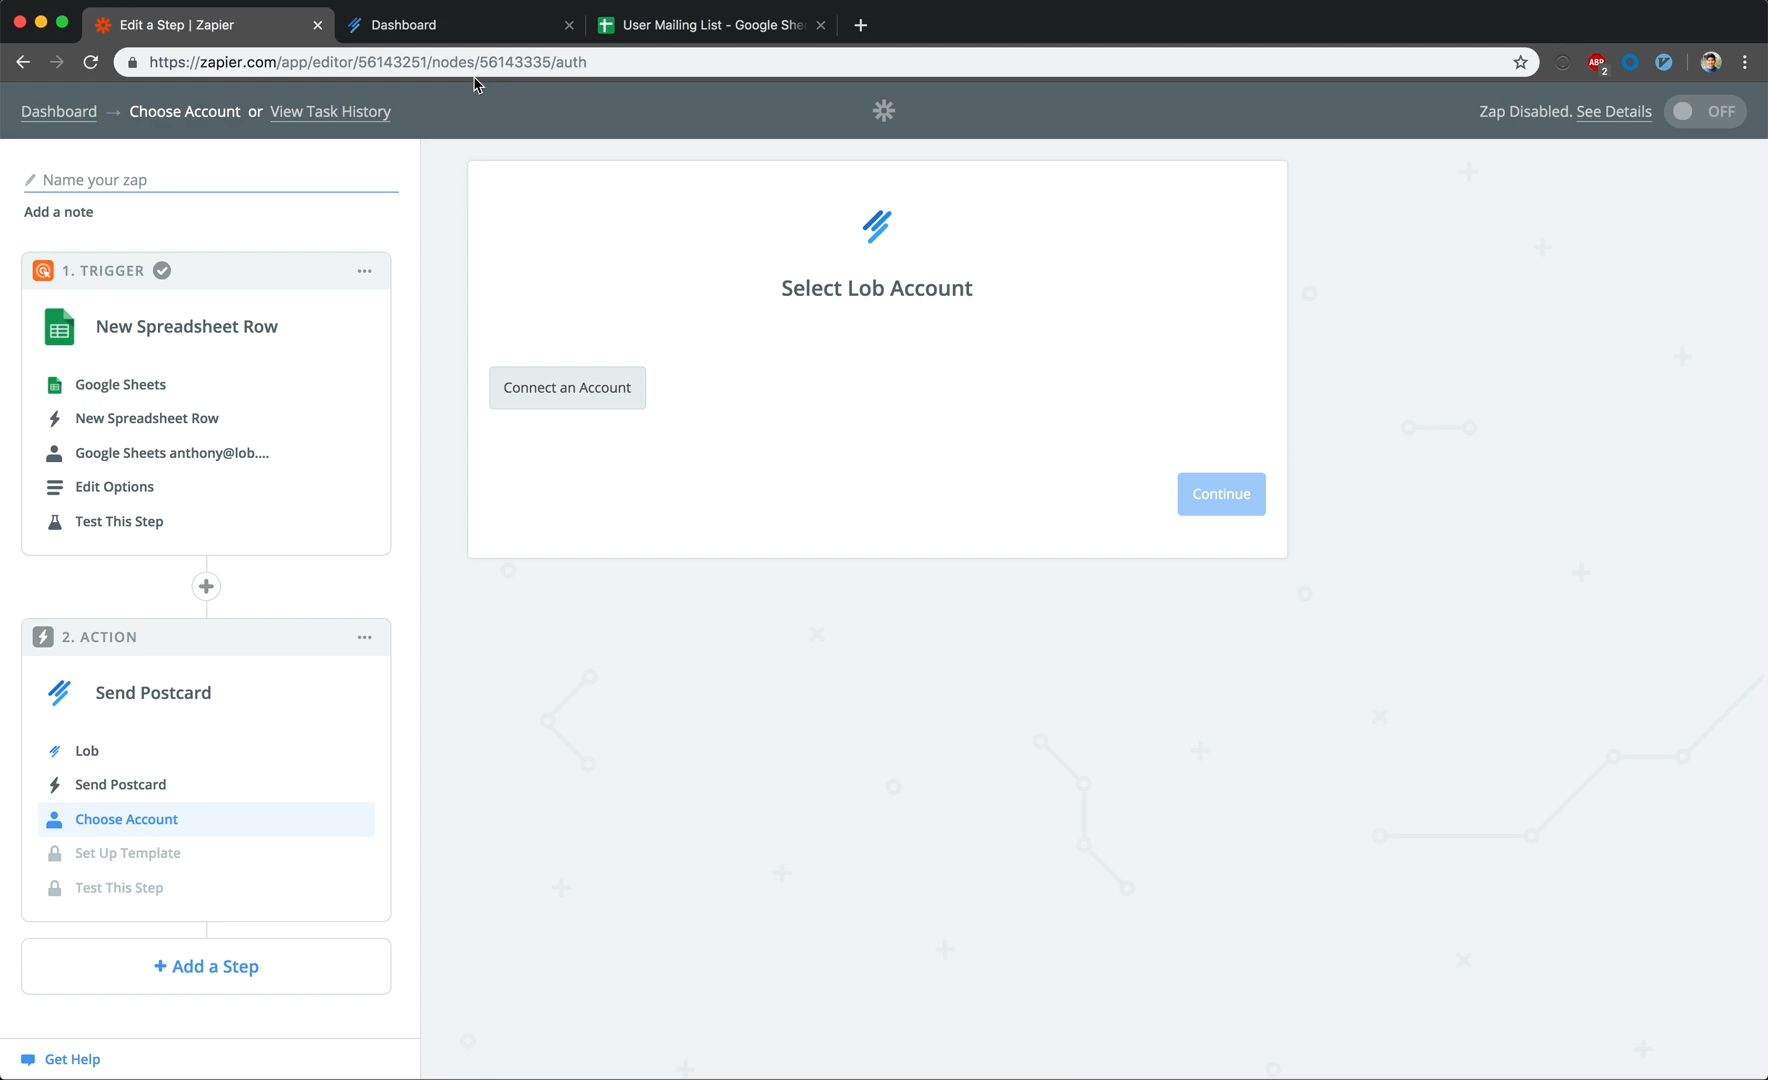 Edit a Step | Zapier
Dashboard
User Mailing List - Google She
https://zapier.com/app/editor/56143251/nodes/56143335/auth
ABP
2
Dashboard → Choose Account or View Task History
Zap Disabled. See Details
OFF
Name your zap
Add a note
1. TRIGGER
New Spreadsheet Row
Google Sheets
New Spreadsheet Row
Google Sheets anthony@lob....
Edit Options
Test This Step
2. ACTION
Send Postcard
Lob
Send Postcard
Choose Account
Set Up Template
Test This Step
+ Add a Step
Get Help
Select Lob Account
Connect an Account
Continue